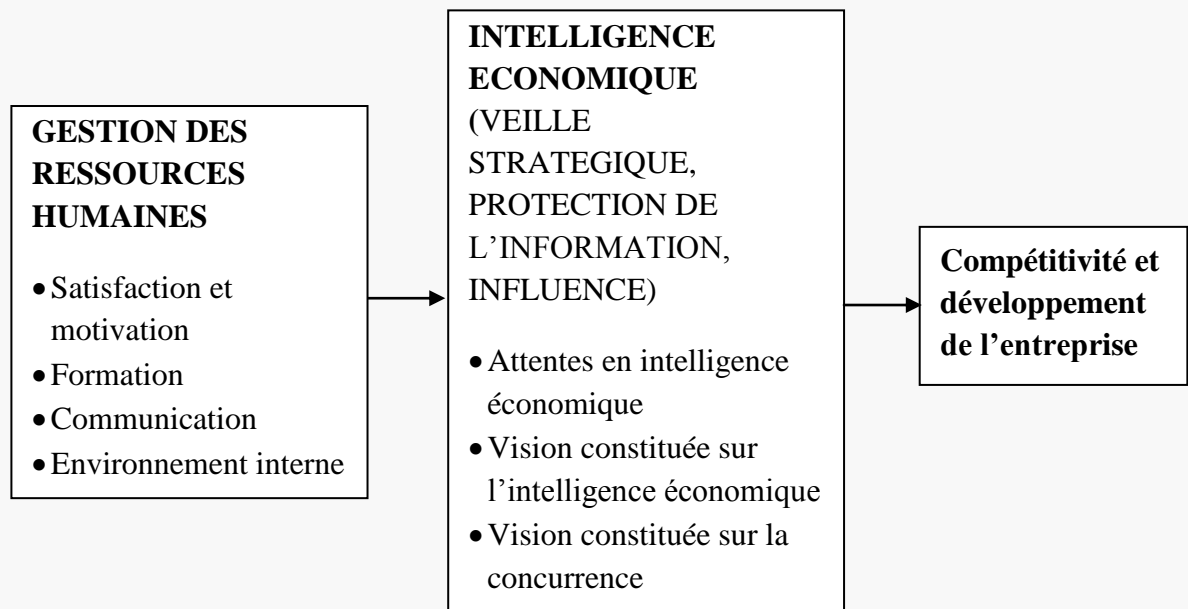 GESTION DES
RESSOURCES
HUMAINES
• Satisfaction et
motivation
• Formation
• Communication
• Environnement interne
INTELLIGENCE
ECONOMIQUE
(VEILLE
STRATEGIQUE,
PROTECTION DE
L’INFORMATION,
INFLUENCE)
• Attentes en intelligence
économique
• Vision constituée sur
l’intelligence économique
• Vision constituée sur la
concurrence
Compétitivité et
développement
de l’entreprise